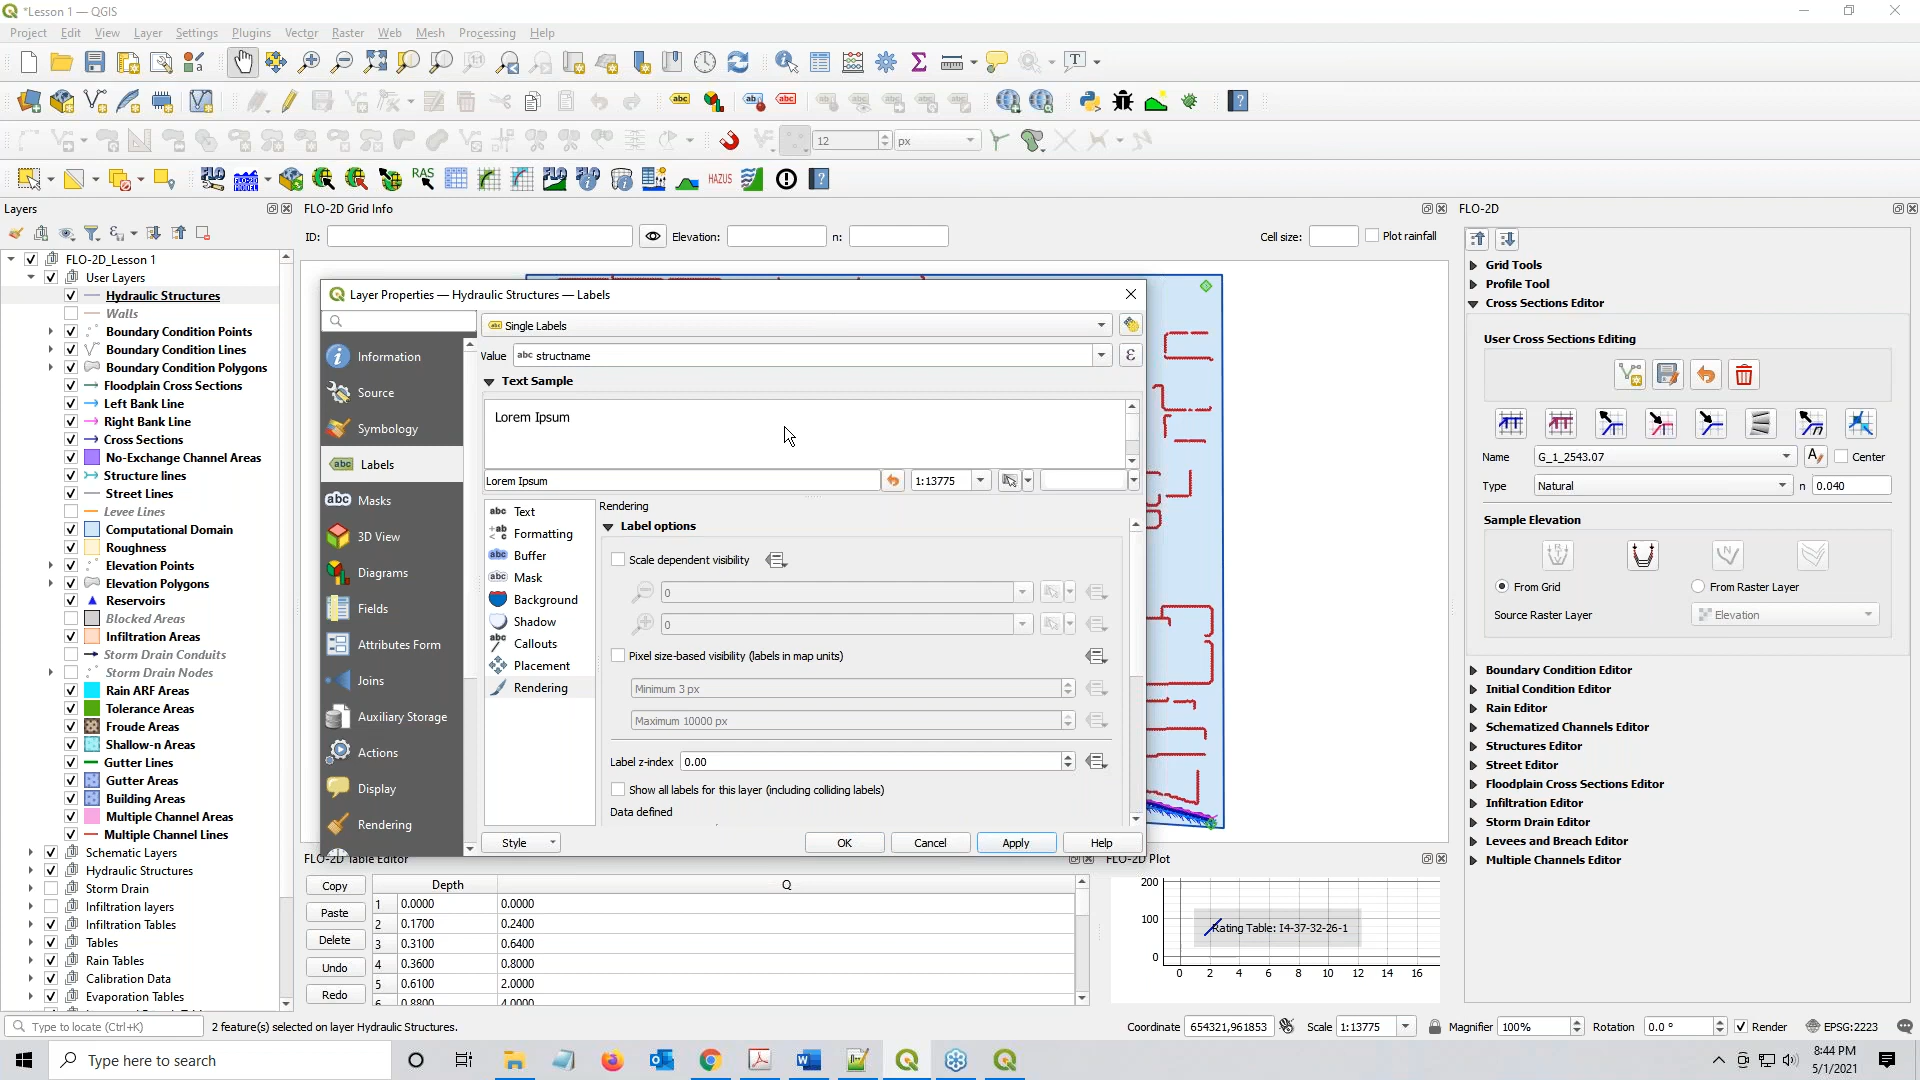 *Lesson 1 — QGIS
Project Edit View Layer Settings Plugins Vector Raster Web Mesh Processing Help
12 px
RAS HAZUS
Layers
FLO-2D Grid Info
FLO-2D
ID: Elevation: n: Cell size: Plot rainfall
FLO-2D_Lesson 1
User Layers
Hydraulic Structures
Walls
Boundary Condition Points
Boundary Condition Lines
Boundary Condition Polygons
Floodplain Cross Sections
Left Bank Line
Right Bank Line
Cross Sections
No-Exchange Channel Areas
Structure lines
Street Lines
Levee Lines
Computational Domain
Roughness
Elevation Points
Elevation Polygons
Reservoirs
Blocked Areas
Infiltration Areas
Storm Drain Conduits
Storm Drain Nodes
Rain ARF Areas
Tolerance Areas
Froude Areas
Shallow-n Areas
Gutter Lines
Gutter Areas
Building Areas
Multiple Channel Areas
Multiple Channel Lines
Schematic Layers
Hydraulic Structures
Storm Drain
Infiltration layers
Infiltration Tables
Tables
Rain Tables
Calibration Data
Evaporation Tables
Layer Properties — Hydraulic Structures — Labels
Information
Source
Symbology
Labels
Masks
3D View
Diagrams
Fields
Attributes Form
Joins
Auxiliary Storage
Actions
Display
Rendering
Single Labels
Value abc structname
Text Sample
Lorem Ipsum
Lorem Ipsum 1:13775
Text
Formatting
Buffer
Mask
Background
Shadow
Callouts
Placement
Rendering
Rendering
Label options
Scale dependent visibility
0
0
Pixel size-based visibility (labels in map units)
Minimum 3 px
Maximum 10000 px
Label z-index 0.00
Show all labels for this layer (including colliding labels)
Data defined
Style OK Cancel Apply Help
Grid Tools
Profile Tool
Cross Sections Editor
User Cross Sections Editing
Name G_1_2543.07 Center
Type Natural n 0.040
Sample Elevation
From Grid From Raster Layer
Source Raster Layer Elevation
Boundary Condition Editor
Initial Condition Editor
Rain Editor
Schematized Channels Editor
Structures Editor
Street Editor
Floodplain Cross Sections Editor
Infiltration Editor
Storm Drain Editor
Levees and Breach Editor
Multiple Channels Editor
FLO-2D Table Editor
Copy
Paste
Delete
Undo
Redo
Depth Q
1 0.0000 0.0000
2 0.1700 0.2400
3 0.3100 0.6400
4 0.3600 0.8000
5 0.6100 2.0000
6 0.8800 4.0000
FLO-2D Plot
200
100
0
Rating Table: I4-37-32-26-1
0 2 4 6 8 10 12 14 16
Type to locate (Ctrl+K) 2 feature(s) selected on layer Hydraulic Structures.
Coordinate 654321,961853 Scale 1:13775 Magnifier 100% Rotation 0.0 ° Render EPSG:2223
Type here to search
8:44 PM
5/1/2021